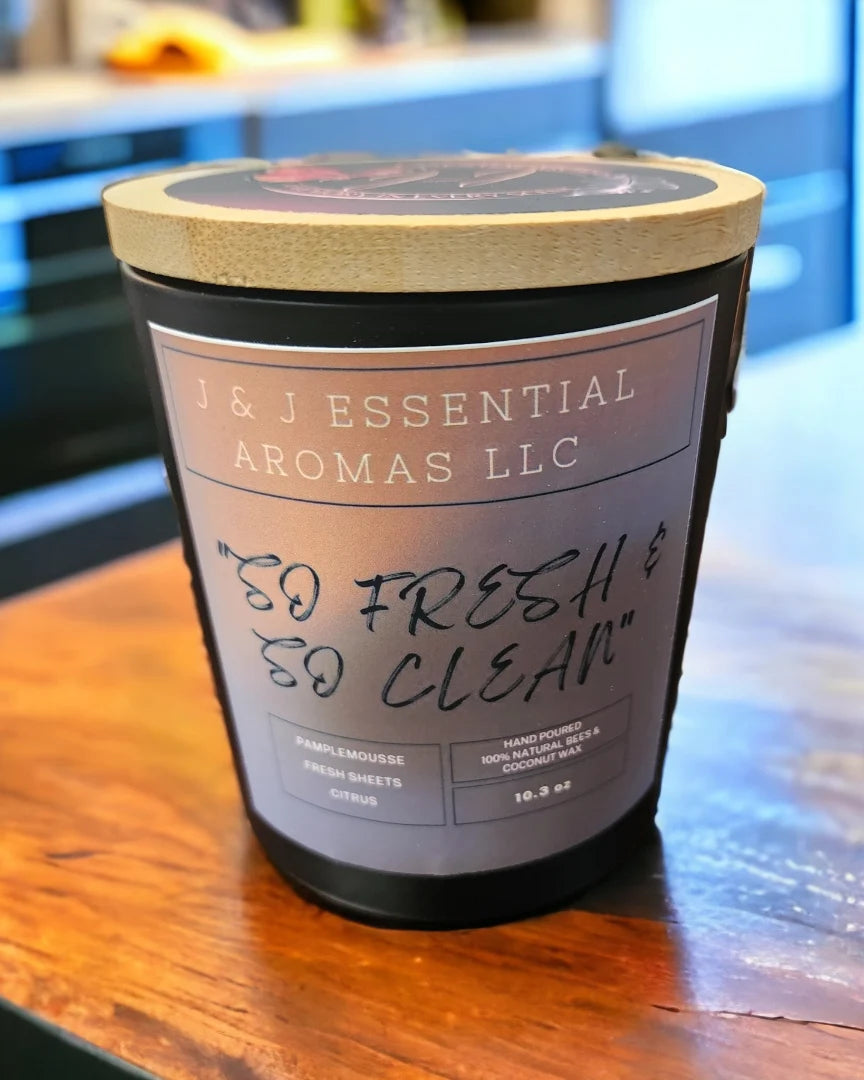 J & J ESSENTIAL
AROMAS LLC
"SO FRESH &
SO CLEAN"
PAMPLEMOUSSE
FRESH SHEETS
CITRUS
HAND POURED
100% NATURAL BEES &
COCONUT WAX
10.3 oz